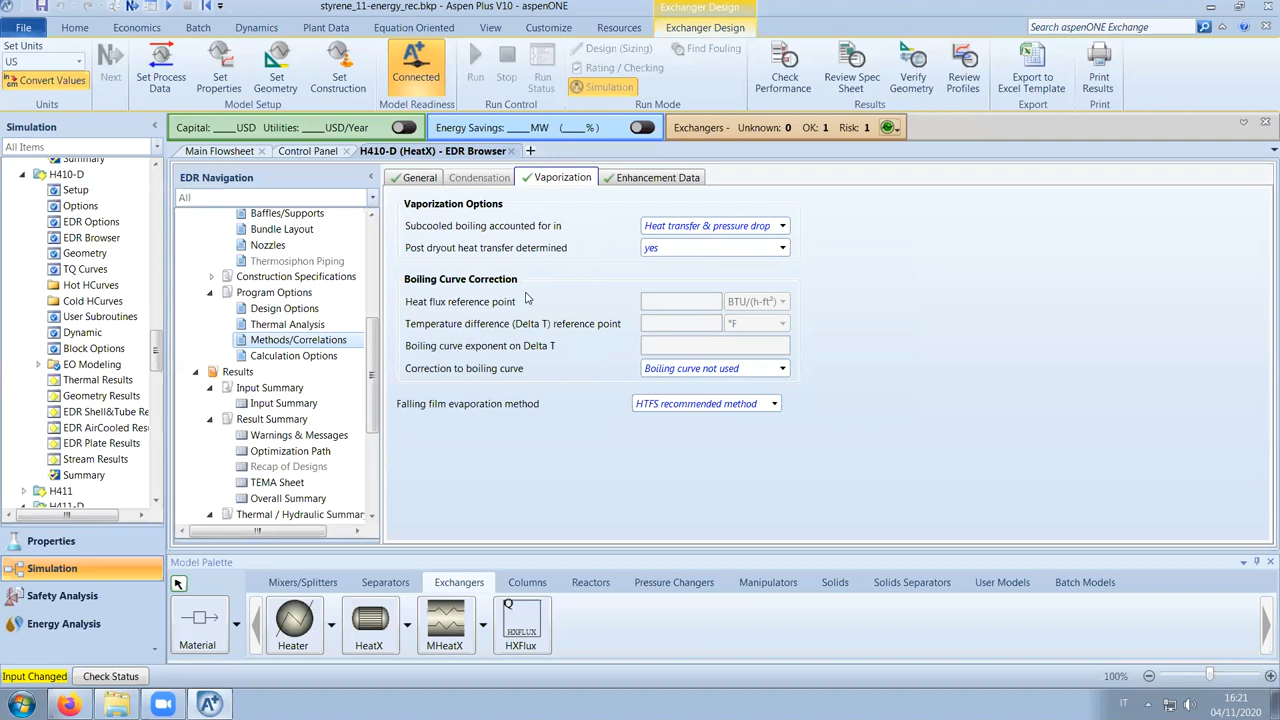 styrene_11-energy_rec.bkp - Aspen Plus V10 - aspenONE
Exchanger Design
File Home Economics Batch Dynamics Plant Data Equation Oriented View Customize Resources Exchanger Design Search aspenONE Exchange
Set Units
US
Convert Values
Units
Next
Set Process Data
Set Properties
Set Geometry
Set Construction
Model Setup
Connected
Model Readiness
Run
Stop
Run Status
Run Control
Design (Sizing) Find Fouling
Rating / Checking
Simulation
Run Mode
Check Performance
Review Spec Sheet
Verify Geometry
Review Profiles
Results
Export to Excel Template
Export
Print Results
Print
Simulation
Capital: ____USD Utilities: ____USD/Year Energy Savings: ____MW (____%) Exchangers - Unknown: 0 OK: 1 Risk: 1
All Items
Main Flowsheet Control Panel H410-D (HeatX) - EDR Browser
Summary
H410-D
Setup
Options
EDR Options
EDR Browser
Geometry
TQ Curves
Hot HCurves
Cold HCurves
User Subroutines
Dynamic
Block Options
EO Modeling
Thermal Results
Geometry Results
EDR Shell&Tube Re
EDR AirCooled Res
EDR Plate Results
Stream Results
Summary
H411
H411-D
Properties
Simulation
Safety Analysis
Energy Analysis
EDR Navigation
All
Baffles/Supports
Bundle Layout
Nozzles
Thermosiphon Piping
Construction Specifications
Program Options
Design Options
Thermal Analysis
Methods/Correlations
Calculation Options
Results
Input Summary
Input Summary
Result Summary
Warnings & Messages
Optimization Path
Recap of Designs
TEMA Sheet
Overall Summary
Thermal / Hydraulic Summar
General Condensation Vaporization Enhancement Data
Vaporization Options
Subcooled boiling accounted for in Heat transfer & pressure drop
Post dryout heat transfer determined yes
Boiling Curve Correction
Heat flux reference point BTU/(h-ft²)
Temperature difference (Delta T) reference point °F
Boiling curve exponent on Delta T
Correction to boiling curve Boiling curve not used
Falling film evaporation method HTFS recommended method
Model Palette
Mixers/Splitters Separators Exchangers Columns Reactors Pressure Changers Manipulators Solids Solids Separators User Models Batch Models
Material
Heater
HeatX
MHeatX
Q
HXFLUX
HXFlux
Input Changed Check Status 100%
IT
16:21
04/11/2020